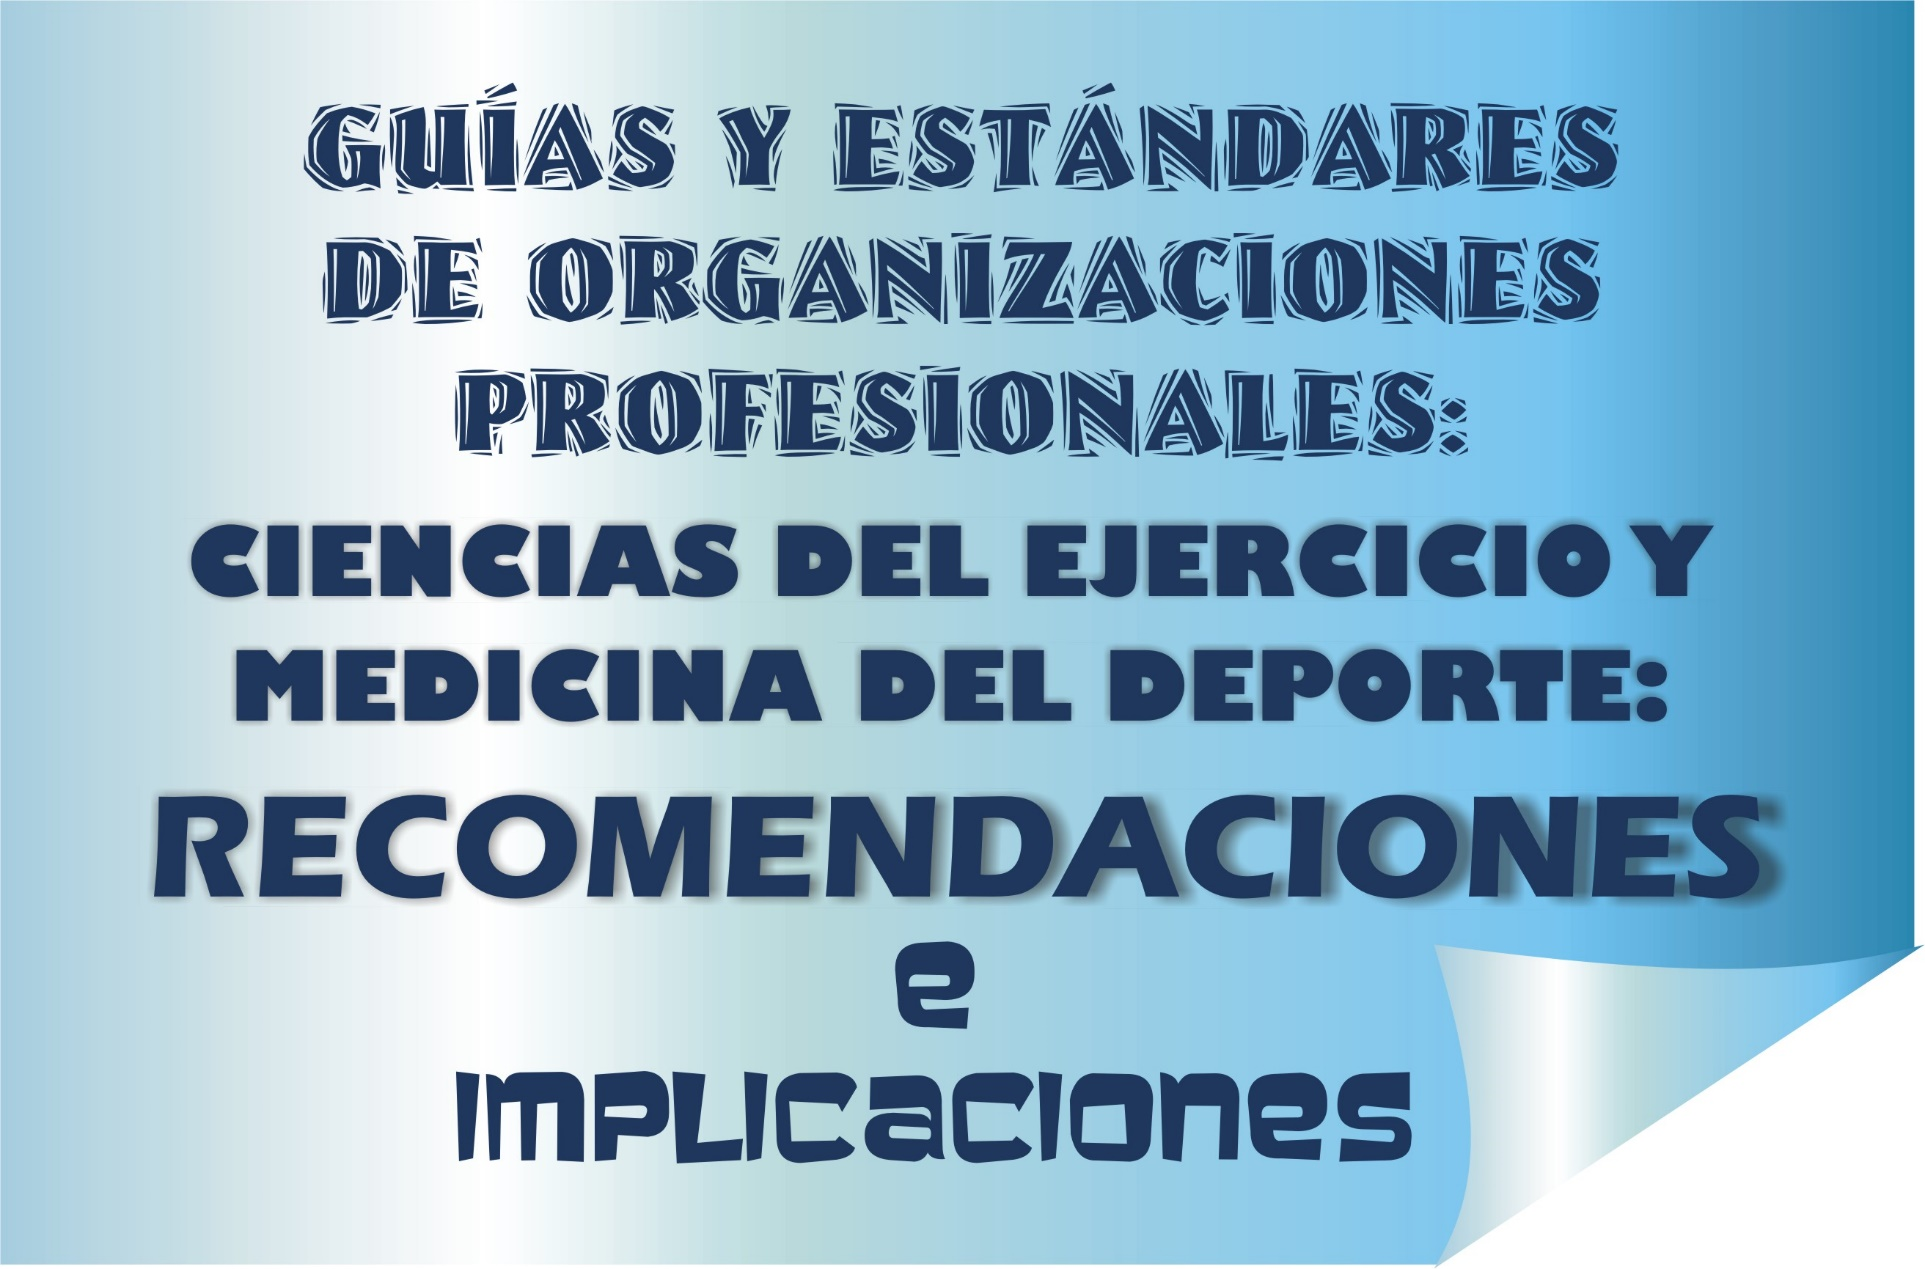 GUÍAS Y ESTÁNDARES
DE ORGANIZACIONES
PROFESIONALES:
CIENCIAS DEL EJERCICIO Y
MEDICINA DEL DEPORTE:
RECOMENDACIONES
e
IMPLICACIONES